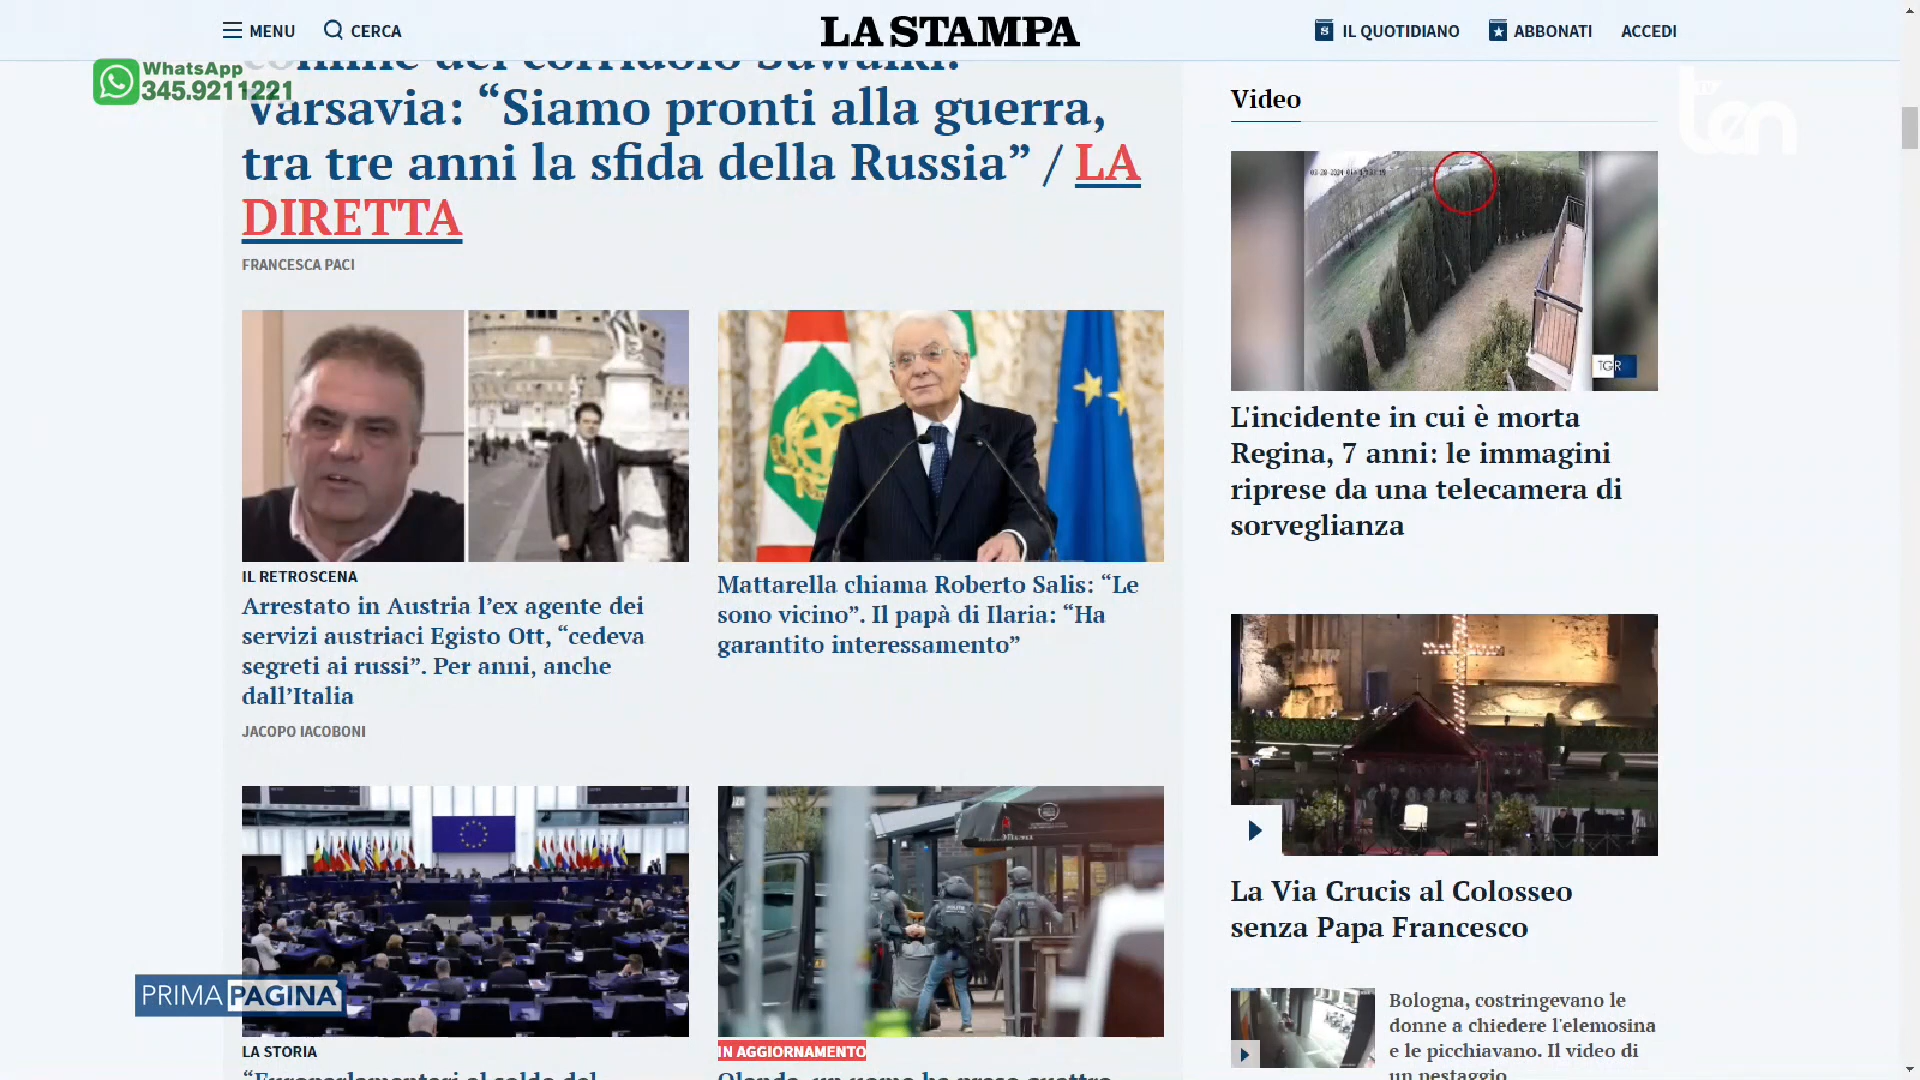 MENU
CERCA
LA STAMPA
IL QUOTIDIANO
ABBONATI
ACCEDI
WhatsApp
345.9211221
Varsavia: “Siamo pronti alla guerra,
tra tre anni la sfida della Russia” / LA
DIRETTA
FRANCESCA PACI
IL RETROSCENA
Arrestato in Austria l’ex agente dei
servizi austriaci Egisto Ott, “cedeva
segreti ai russi”. Per anni, anche
dall’Italia
JACOPO IACOBONI
Mattarella chiama Roberto Salis: “Le
sono vicino”. Il papà di Ilaria: “Ha
garantito interessamento”
PRIMA PAGINA
LA STORIA
IN AGGIORNAMENTO
Video
TV
ten
TGR
L'incidente in cui è morta
Regina, 7 anni: le immagini
riprese da una telecamera di
sorveglianza
La Via Crucis al Colosseo
senza Papa Francesco
Bologna, costringevano le
donne a chiedere l'elemosina
e le picchiavano. Il video di
un pestaggio